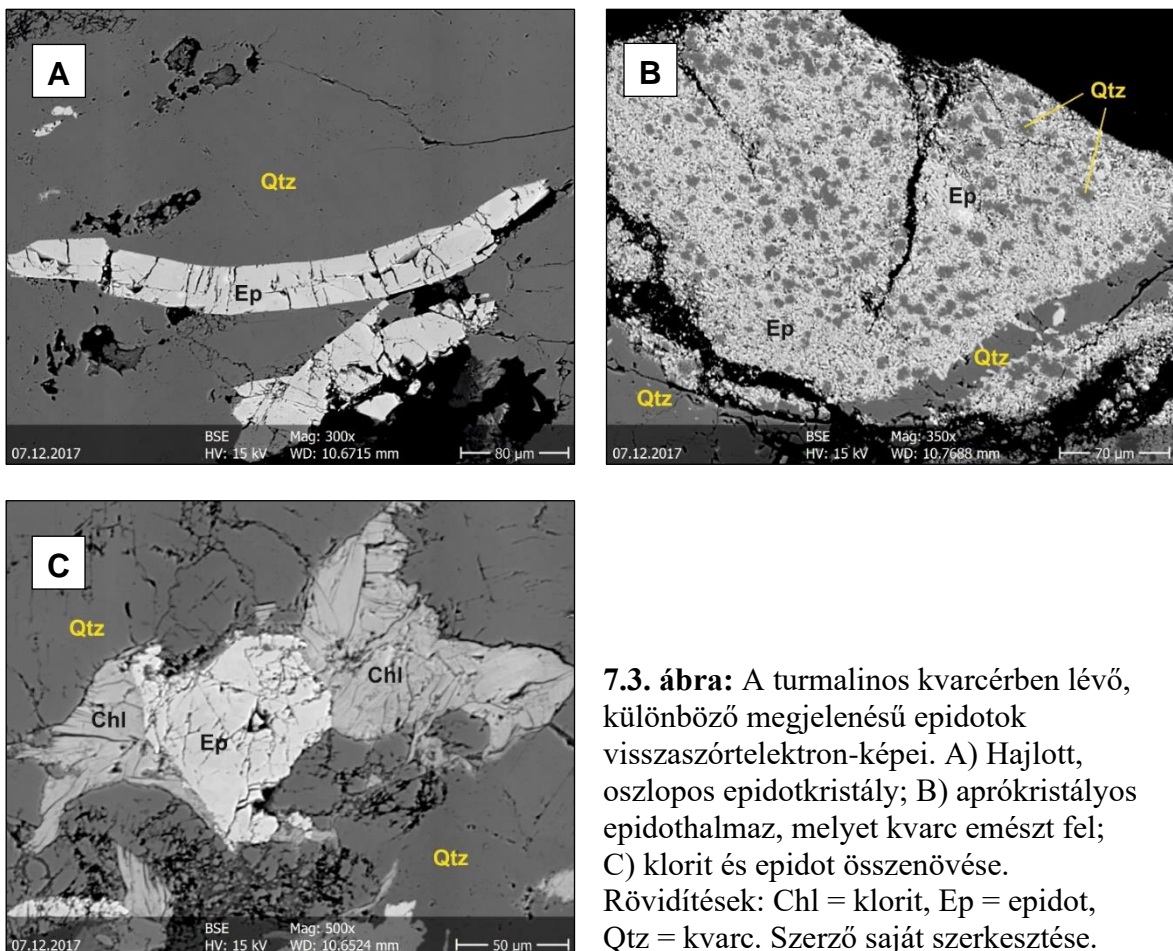 A
Qtz
Ep
BSE Mag: 300x
07.12.2017 HV: 15 kV WD: 10.6715 mm 80 µm
B
Qtz
Ep
Ep
Qtz
Qtz
BSE Mag: 350x
07.12.2017 HV: 15 kV WD: 10.7688 mm 70 µm
C
Qtz
Chl
Chl
Ep
Qtz
BSE Mag: 500x
07.12.2017 HV: 15 kV WD: 10.6524 mm 50 µm
7.3. ábra: A turmalinos kvarcérben lévő,
különböző megjelenésű epidotok
visszaszórtelektron-képei. A) Hajlott,
oszlopos epidotkristály; B) aprókristályos
epidothalmaz, melyet kvarc emészt fel;
C) klorit és epidot összenövése.
Rövidítések: Chl = klorit, Ep = epidot,
Qtz = kvarc. Szerző saját szerkesztése.